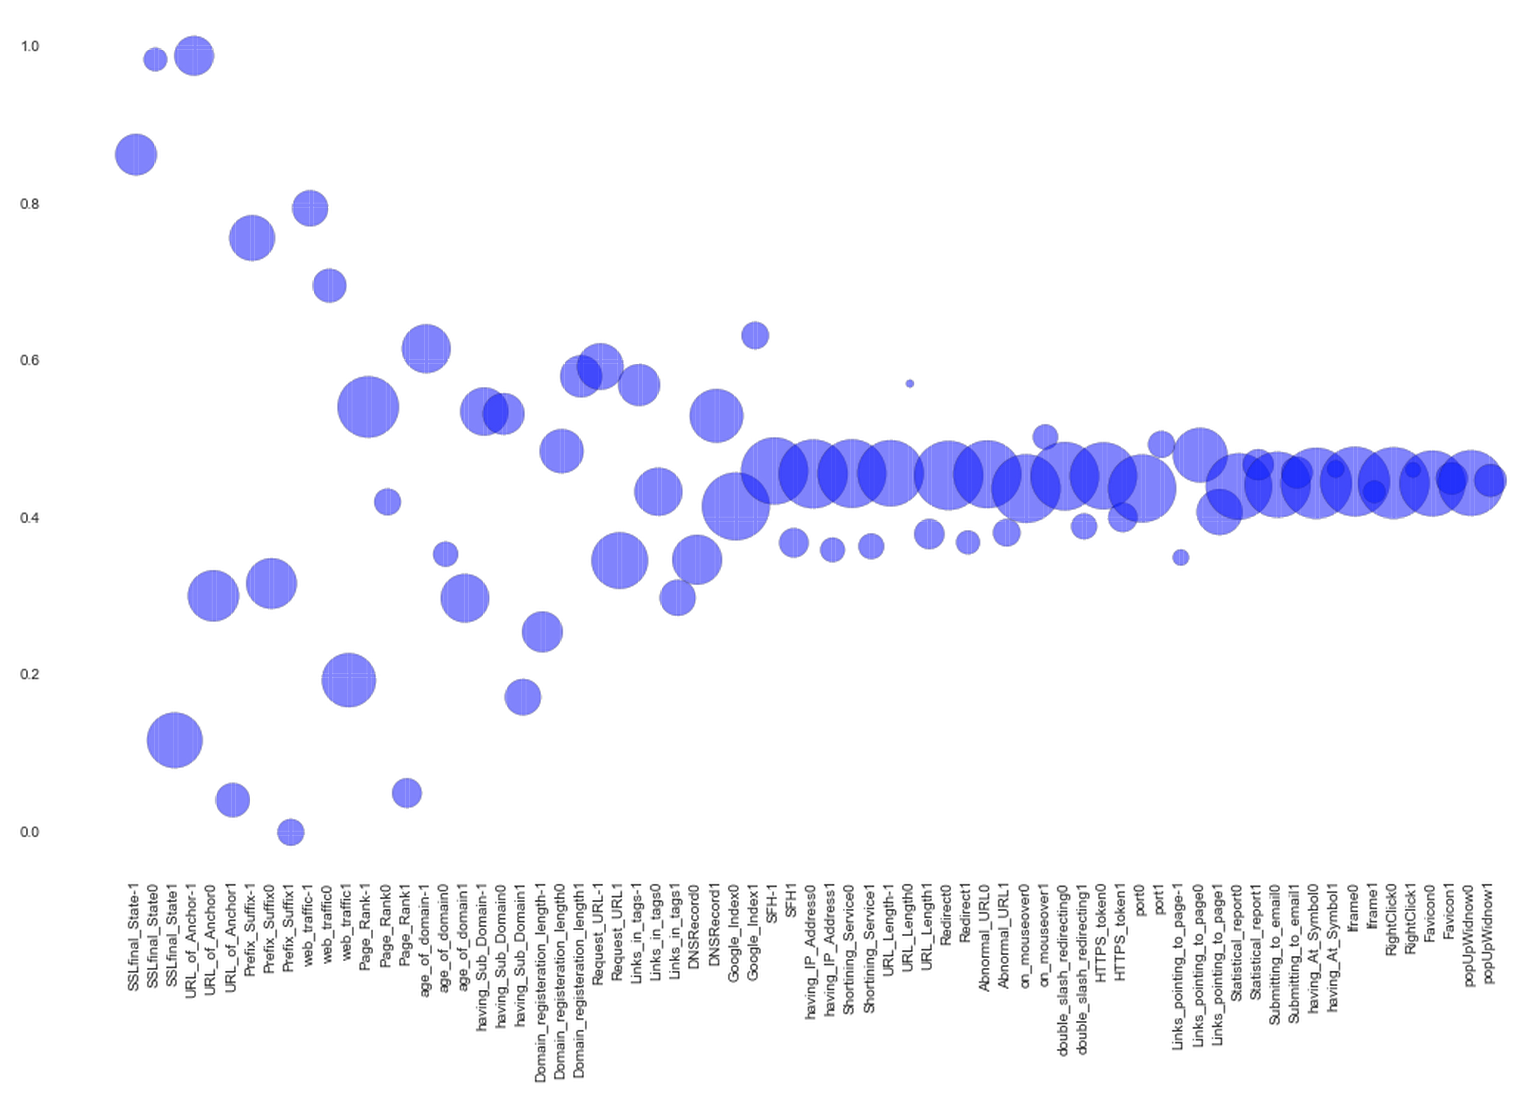 1.0
0.8
0.6
0.4
0.2
0.0
SSLfinal_State-1
SSLfinal_State0
SSLfinal_State1
URL_of_Anchor-1
URL_of_Anchor0
URL_of_Anchor1
Prefix_Suffix-1
Prefix_Suffix0
Prefix_Suffix1
web_traffic-1
web_traffic0
web_traffic1
Page_Rank-1
Page_Rank0
Page_Rank1
age_of_domain-1
age_of_domain0
age_of_domain1
having_Sub_Domain-1
having_Sub_Domain0
having_Sub_Domain1
Domain_registeration_length-1
Domain_registeration_length0
Domain_registeration_length1
Request_URL-1
Request_URL1
Links_in_tags-1
Links_in_tags0
Links_in_tags1
DNSRecord0
DNSRecord1
Google_Index0
Google_Index1
SFH-1
SFH1
having_IP_Address0
having_IP_Address1
Shortining_Service0
Shortining_Service1
URL_Length-1
URL_Length0
URL_Length1
Redirect0
Redirect1
Abnormal_URL0
Abnormal_URL1
on_mouseover0
on_mouseover1
double_slash_redirecting0
double_slash_redirecting1
HTTPS_token0
HTTPS_token1
port0
port1
Links_pointing_to_page-1
Links_pointing_to_page0
Links_pointing_to_page1
Statistical_report0
Statistical_report1
Submitting_to_email0
Submitting_to_email1
having_At_Symbol0
having_At_Symbol1
Iframe0
Iframe1
RightClick0
RightClick1
Favicon0
Favicon1
popUpWidnow0
popUpWidnow1